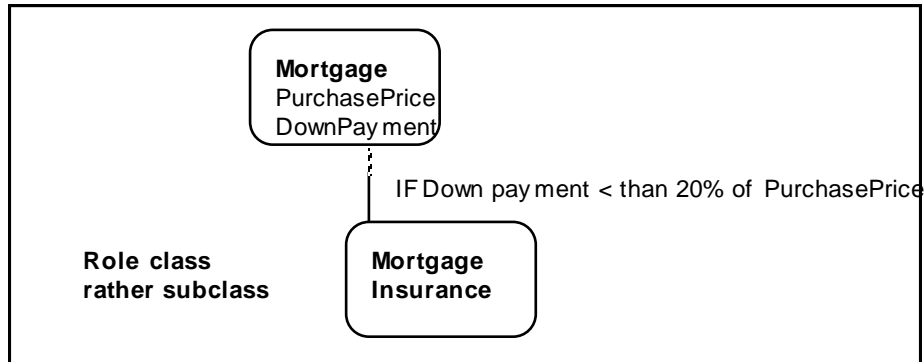 Mortgage
PurchasePrice
DownPayment
IF Down payment < than 20% of PurchasePrice
Role class
rather subclass
Mortgage
Insurance